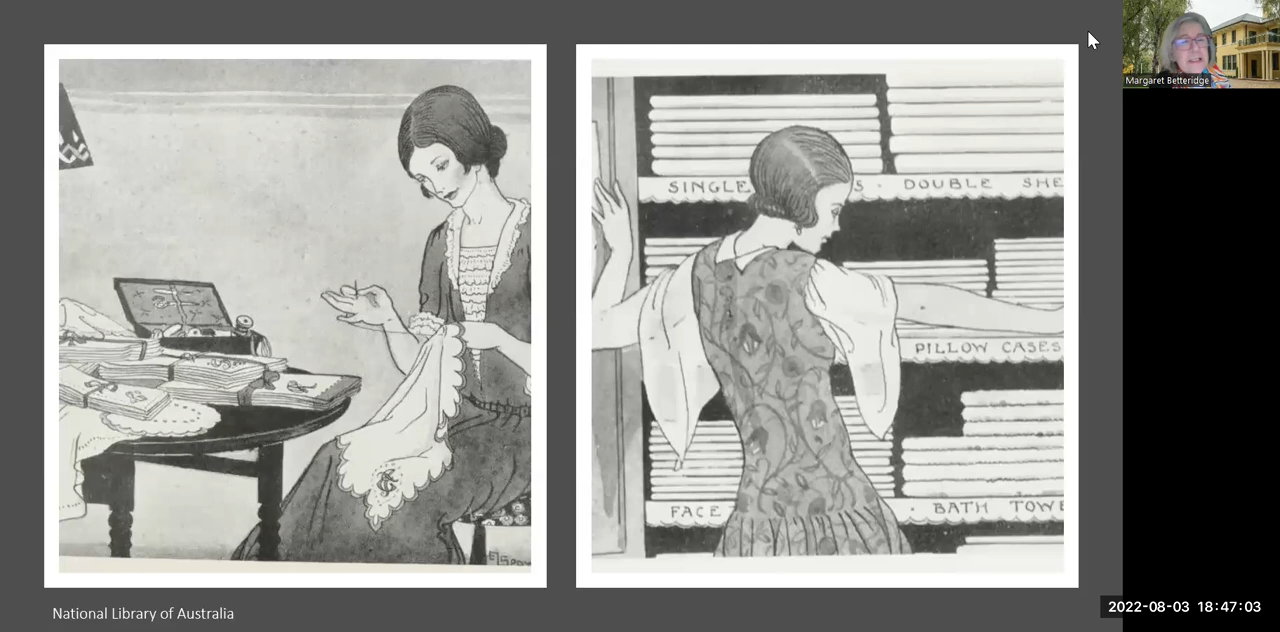 SINGLE S · DOUBLE SHE
PILLOW CASES
FACE · BATH TOWE
National Library of Australia
Margaret Betteridge
2022-08-03 18:47:03